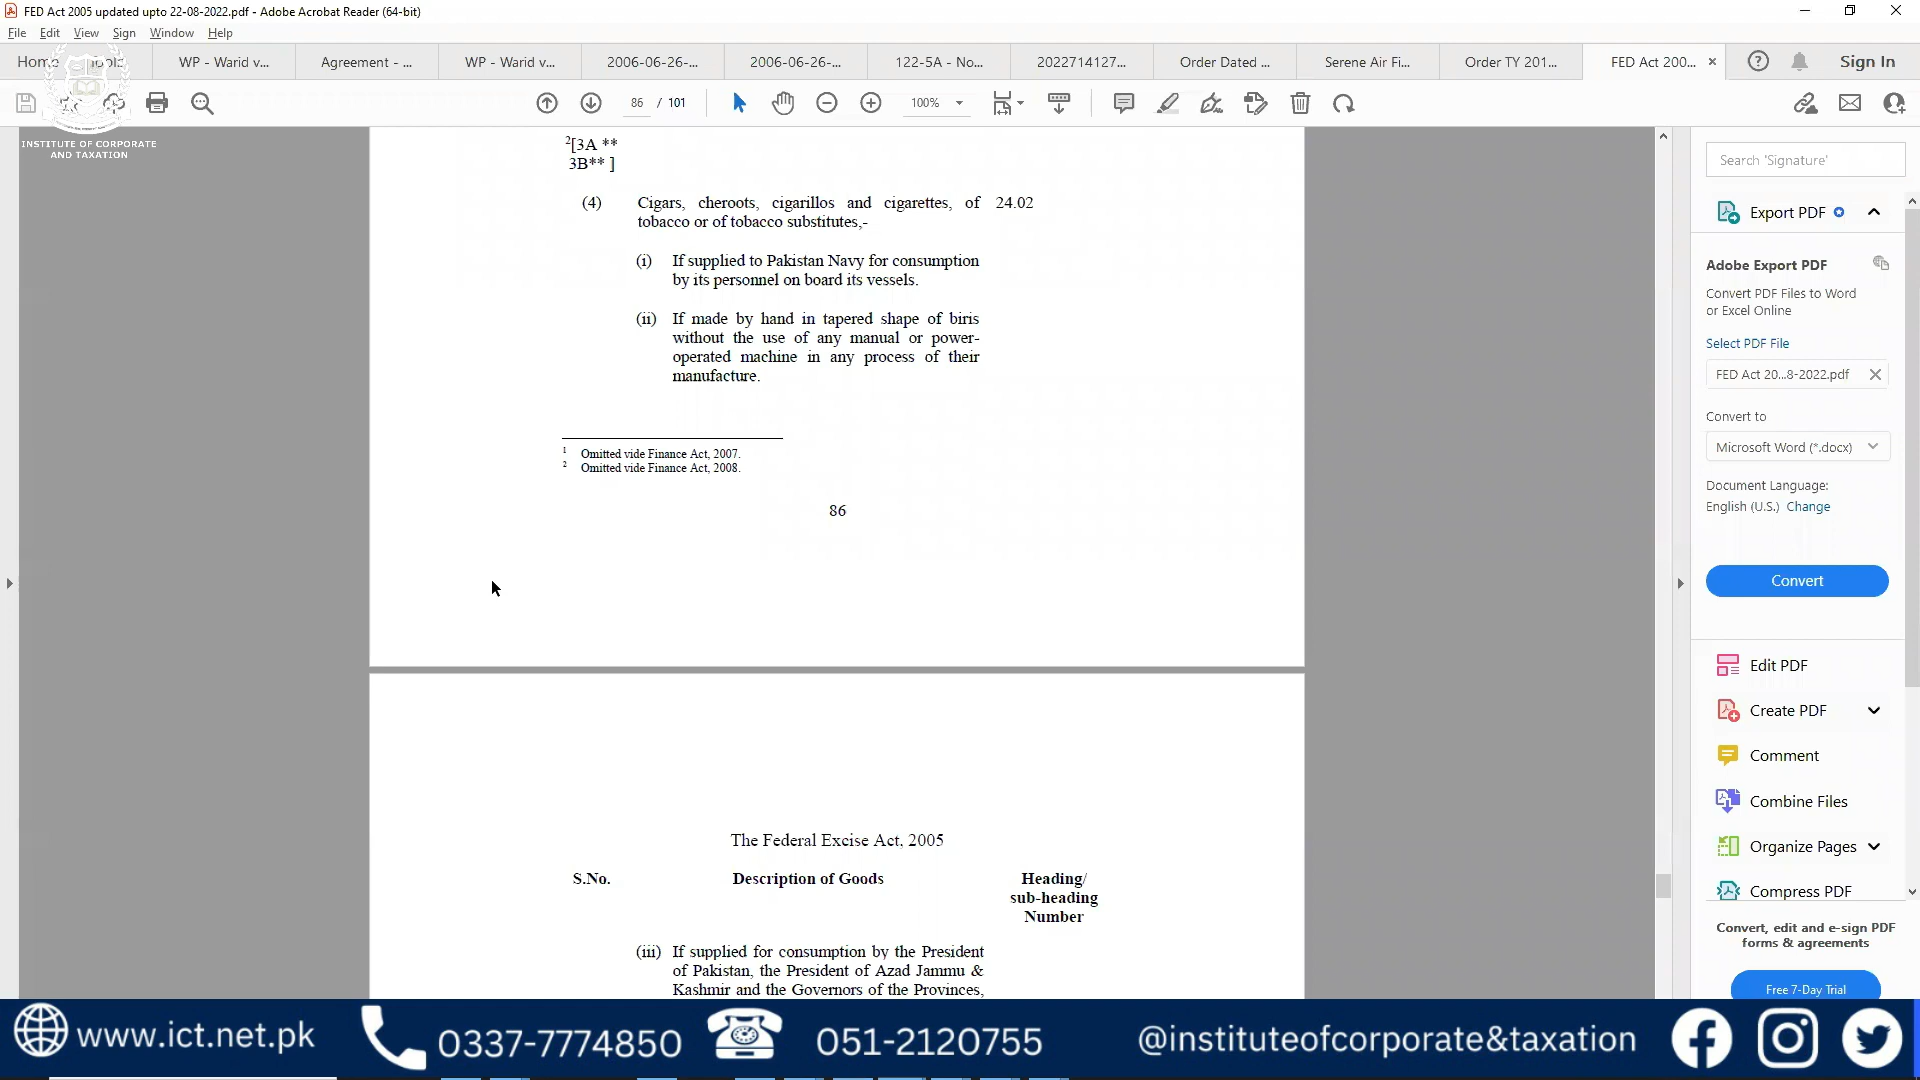 FED Act 2005 updated upto 22-08-2022.pdf - Adobe Acrobat Reader (64-bit)
File Edit View Sign Window Help
Home Tools WP - Warid v... Agreement - ... WP - Warid v... 2006-06-26-... 2006-06-26-... 122-5A - No... 2022714127... Order Dated ... Serene Air Fi... Order TY 201... FED Act 200... Sign In
86 / 101 100%
INSTITUTE OF CORPORATE
AND TAXATION
2[3A **
3B** ]
(4) Cigars, cheroots, cigarillos and cigarettes, of 24.02
tobacco or of tobacco substitutes,-
(i) If supplied to Pakistan Navy for consumption
by its personnel on board its vessels.
(ii) If made by hand in tapered shape of biris
without the use of any manual or power-
operated machine in any process of their
manufacture.
1 Omitted vide Finance Act, 2007.
2 Omitted vide Finance Act, 2008.
86
The Federal Excise Act, 2005
S.No. Description of Goods Heading/
sub-heading
Number
(iii) If supplied for consumption by the President
of Pakistan, the President of Azad Jammu &
Kashmir and the Governors of the Provinces,
Search 'Signature'
Export PDF
Adobe Export PDF
Convert PDF Files to Word
or Excel Online
Select PDF File
FED Act 20...8-2022.pdf
Convert to
Microsoft Word (*.docx)
Document Language:
English (U.S.) Change
Convert
Edit PDF
Create PDF
Comment
Combine Files
Organize Pages
Compress PDF
Convert, edit and e-sign PDF
forms & agreements
Free 7-Day Trial
www.ict.net.pk 0337-7774850 051-2120755 @instituteofcorporate&taxation